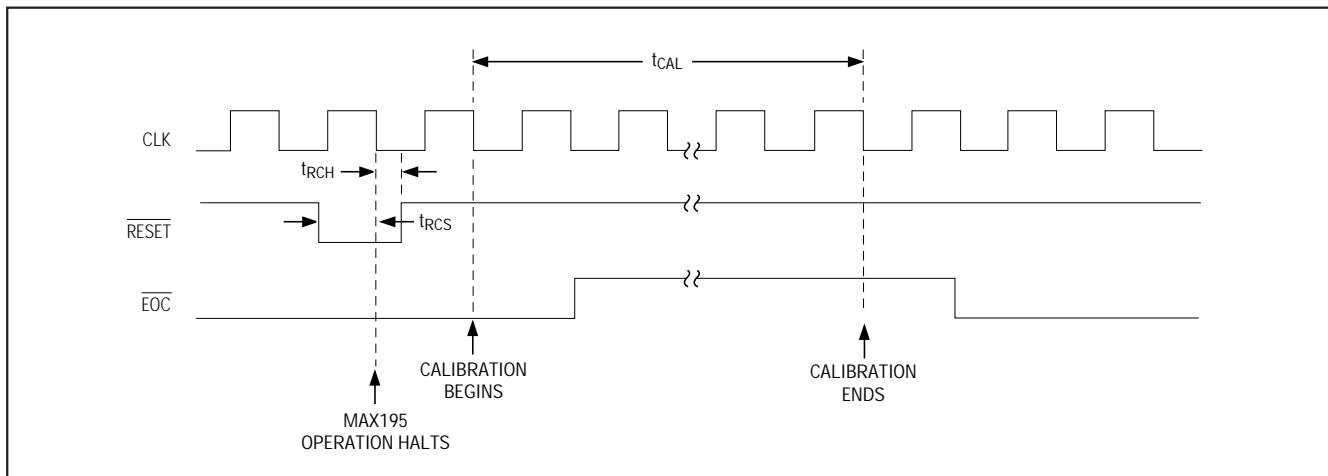 tCAL
CLK
tRCH
RESET
tRCS
EOC
CALIBRATION
BEGINS
CALIBRATION
ENDS
MAX195
OPERATION HALTS